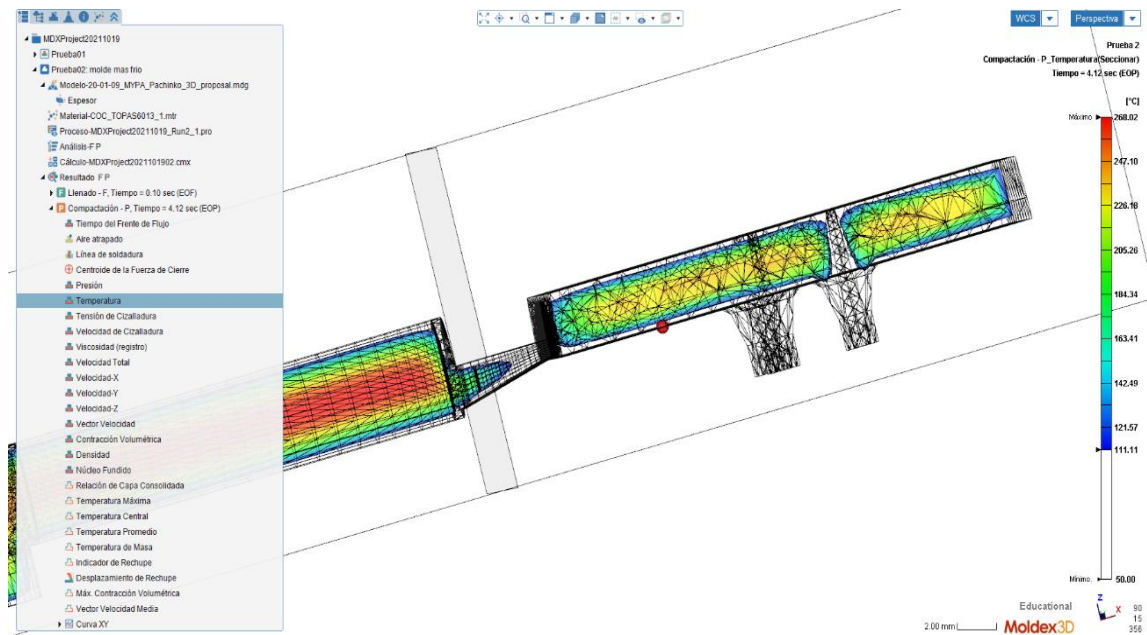 MDXProject20211019
Prueba01
Prueba02: molde mas frio
Modelo-20-01-09_MYPA_Pachinko_3D_proposal.mdg
Espesor
Material-COC_TOPAS6013_1.mtr
Proceso-MDXProject20211019_Run2_1.pro
Análisis-F P
Cálculo-MDXProject2021101902.cmx
Resultado F P
Llenado - F, Tiempo = 0.10 sec (EOF)
Compactación - P, Tiempo = 4.12 sec (EOP)
Tiempo del Frente de Flujo
Aire atrapado
Línea de soldadura
Centroide de la Fuerza de Cierre
Presión
Temperatura
Tensión de Cizalladura
Velocidad de Cizalladura
Viscosidad (registro)
Velocidad Total
Velocidad-X
Velocidad-Y
Velocidad-Z
Vector Velocidad
Contracción Volumétrica
Densidad
Núcleo Fundido
Relación de Capa Consolidada
Temperatura Máxima
Temperatura Central
Temperatura Promedio
Temperatura de Masa
Indicador de Rechupe
Desplazamiento de Rechupe
Máx. Contracción Volumétrica
Vector Velocidad Media
Curva XY
WCS
Perspectiva
Prueba 2
Compactación - P_Temperatura(Seccionar)
Tiempo = 4.12 sec (EOP)
[°C]
Máximo
268.02
247.10
226.18
205.26
184.34
163.41
142.49
121.57
111.11
Mínimo.
50.00
2.00 mm
Educational
Moldex3D
Z
X
90
15
356